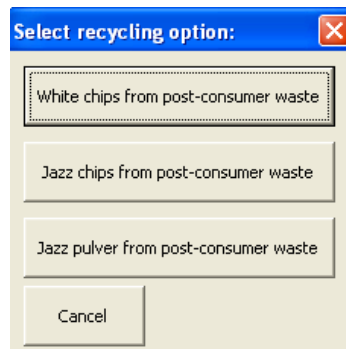 Select recycling option:
White chips from post-consumer waste
Jazz chips from post-consumer waste
Jazz pulver from post-consumer waste
Cancel